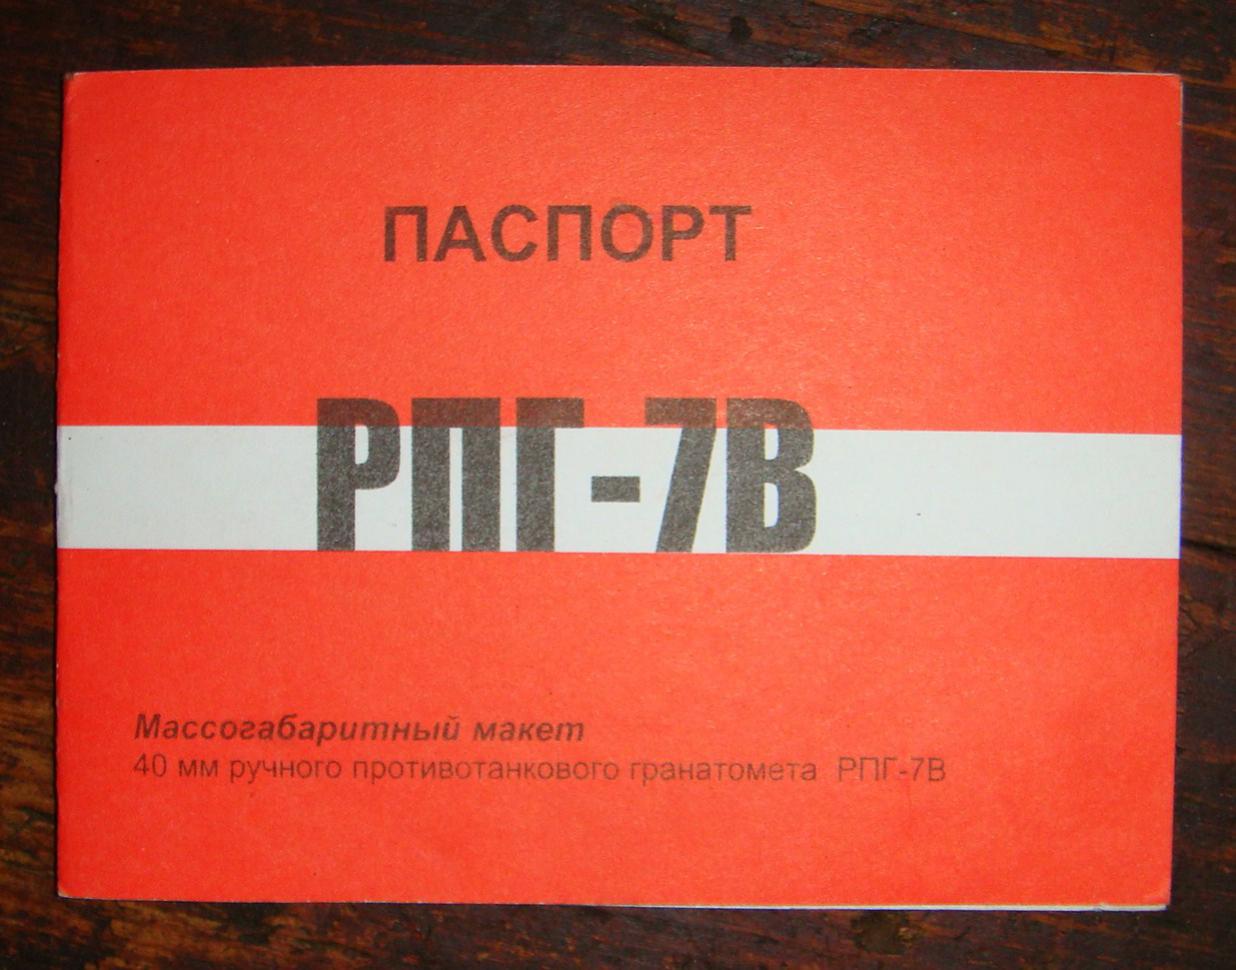 ПАСПОРТ
РПГ-7В
Массогабаритный макет
40 мм ручного противотанкового гранатомета РПГ-7В